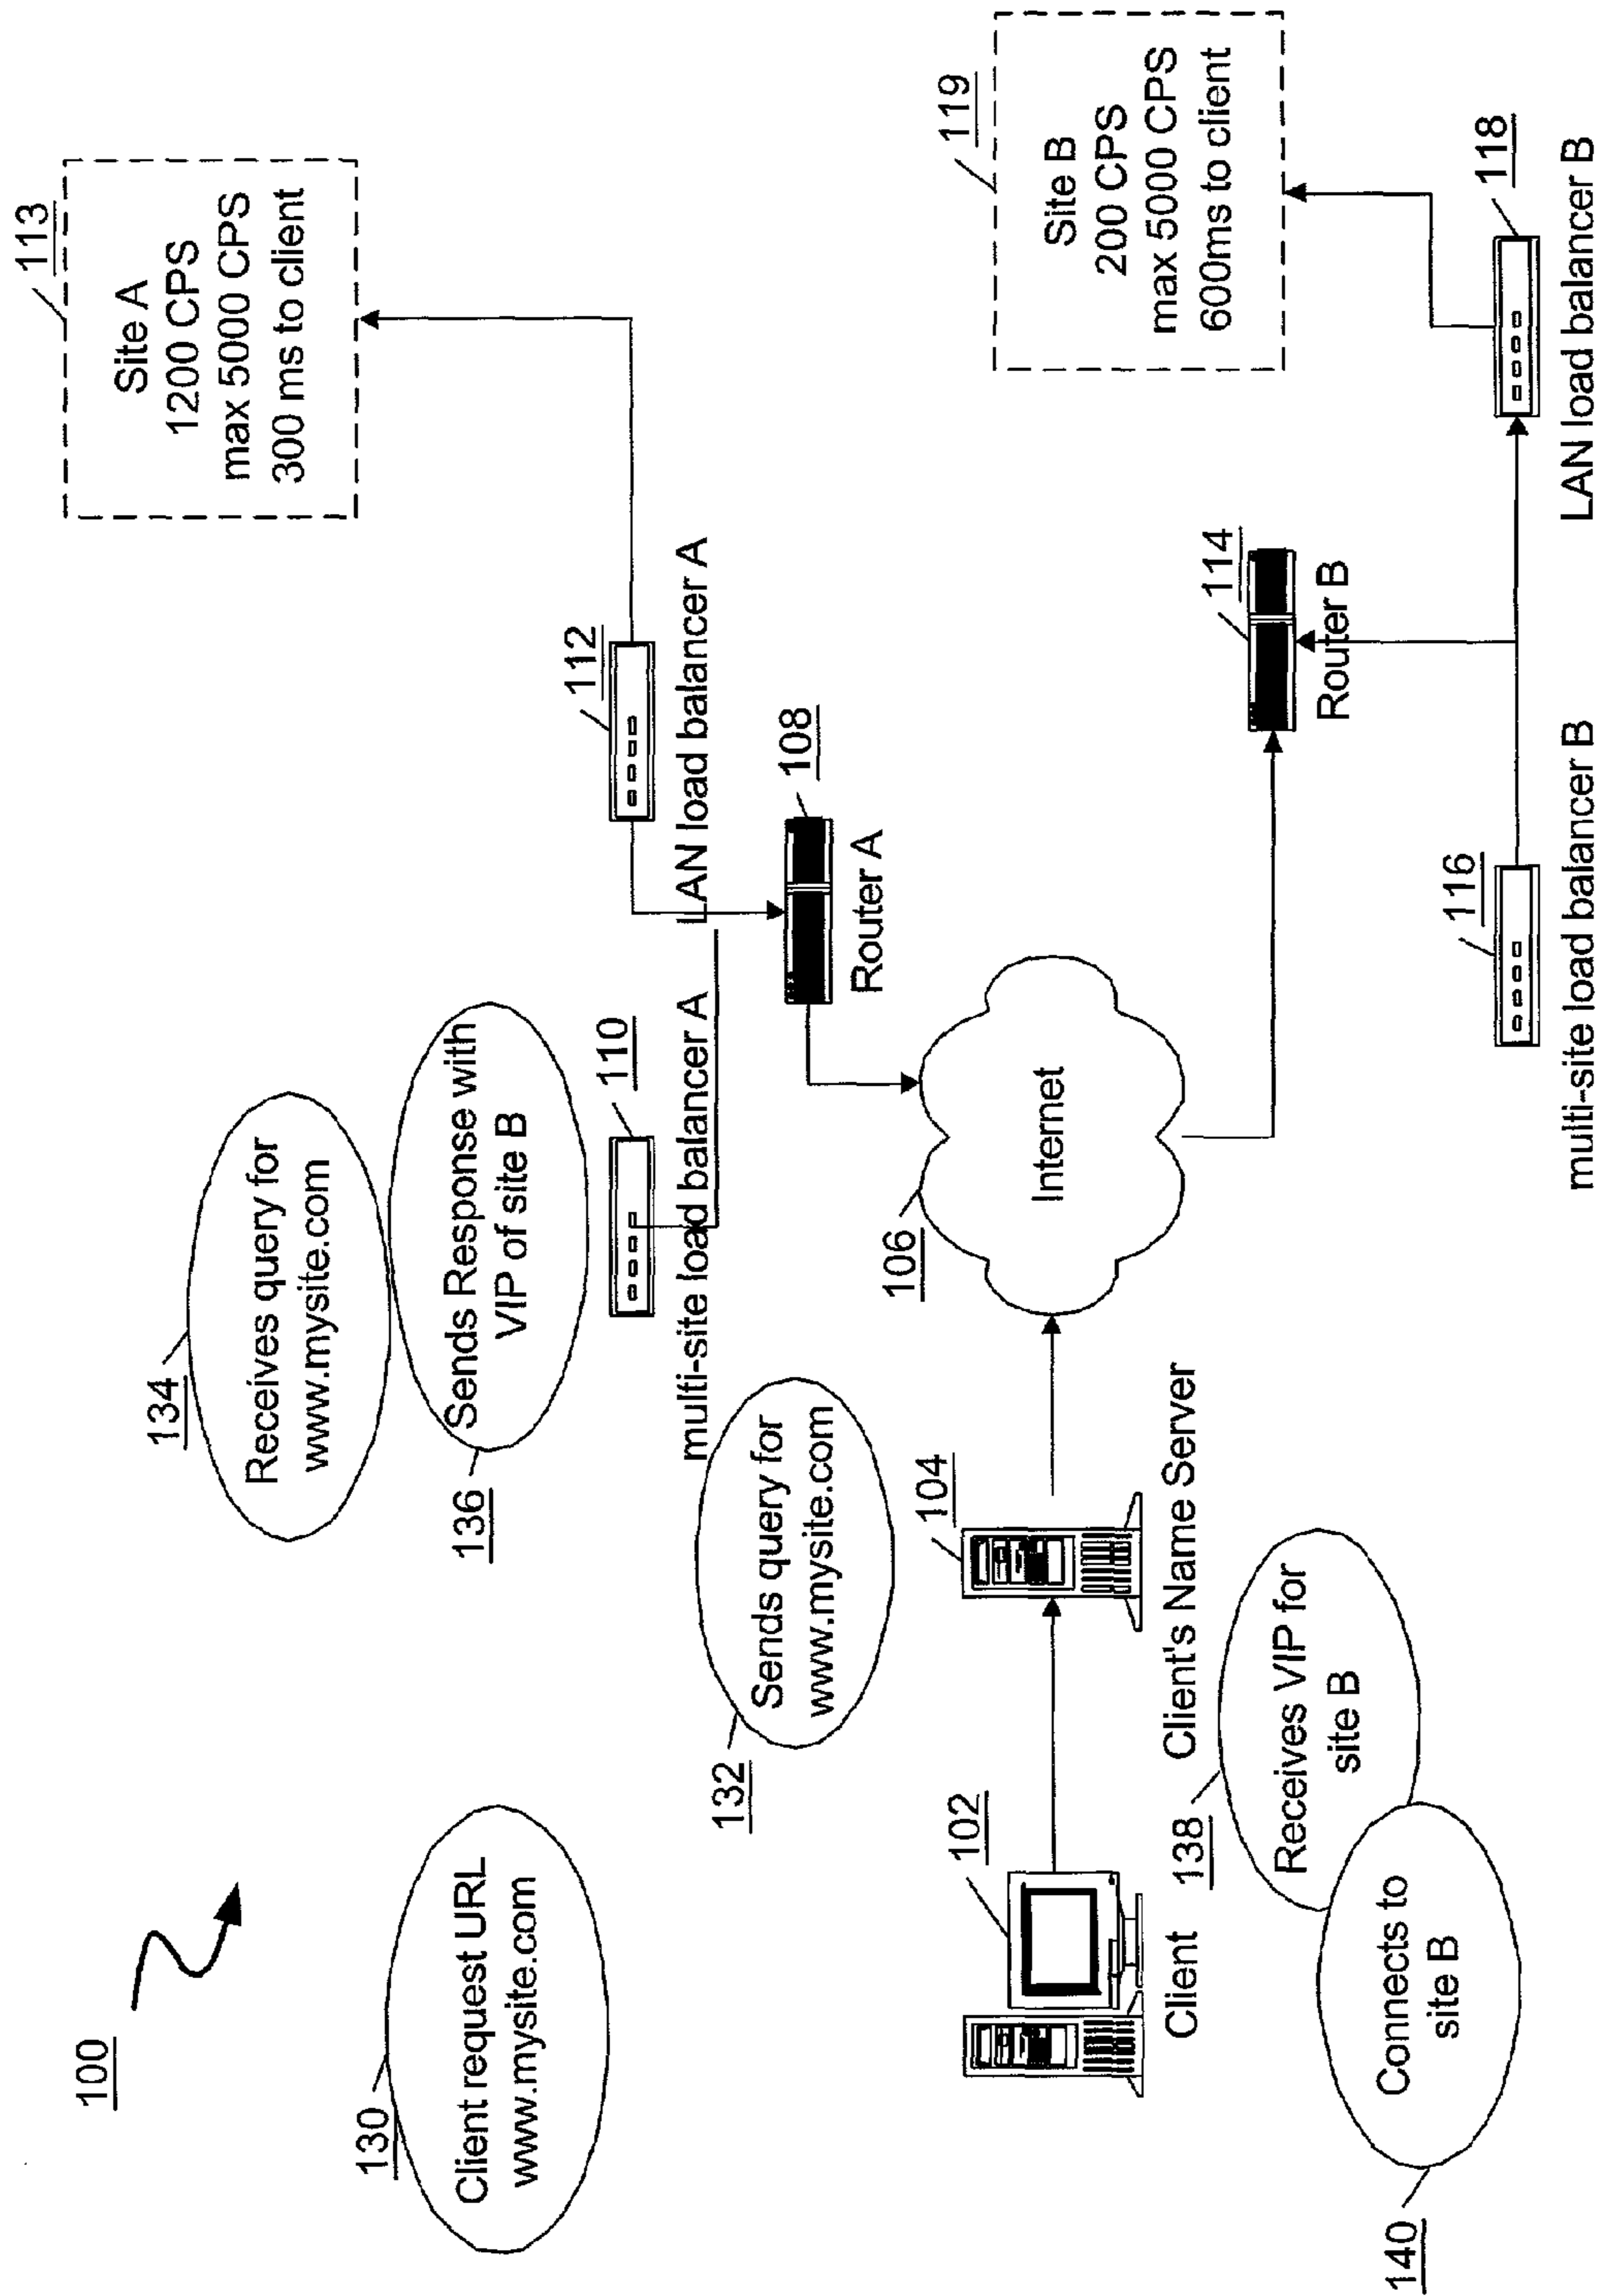 100
130
Client request URL
www.mysite.com
134
Receives query for
www.mysite.com
136
Sends Response with
VIP of site B
110
multi-site load balancer A
112
LAN load balancer A
113
Site A
1200 CPS
max 5000 CPS
300 ms to client
132
Sends query for
www.mysite.com
108
Router A
102
Client
104
Client's Name Server
106
Internet
138
Receives VIP for
site B
140
Connects to
site B
114
Router B
116
multi-site load balancer B
118
LAN load balancer B
119
Site B
200 CPS
max 5000 CPS
600ms to client